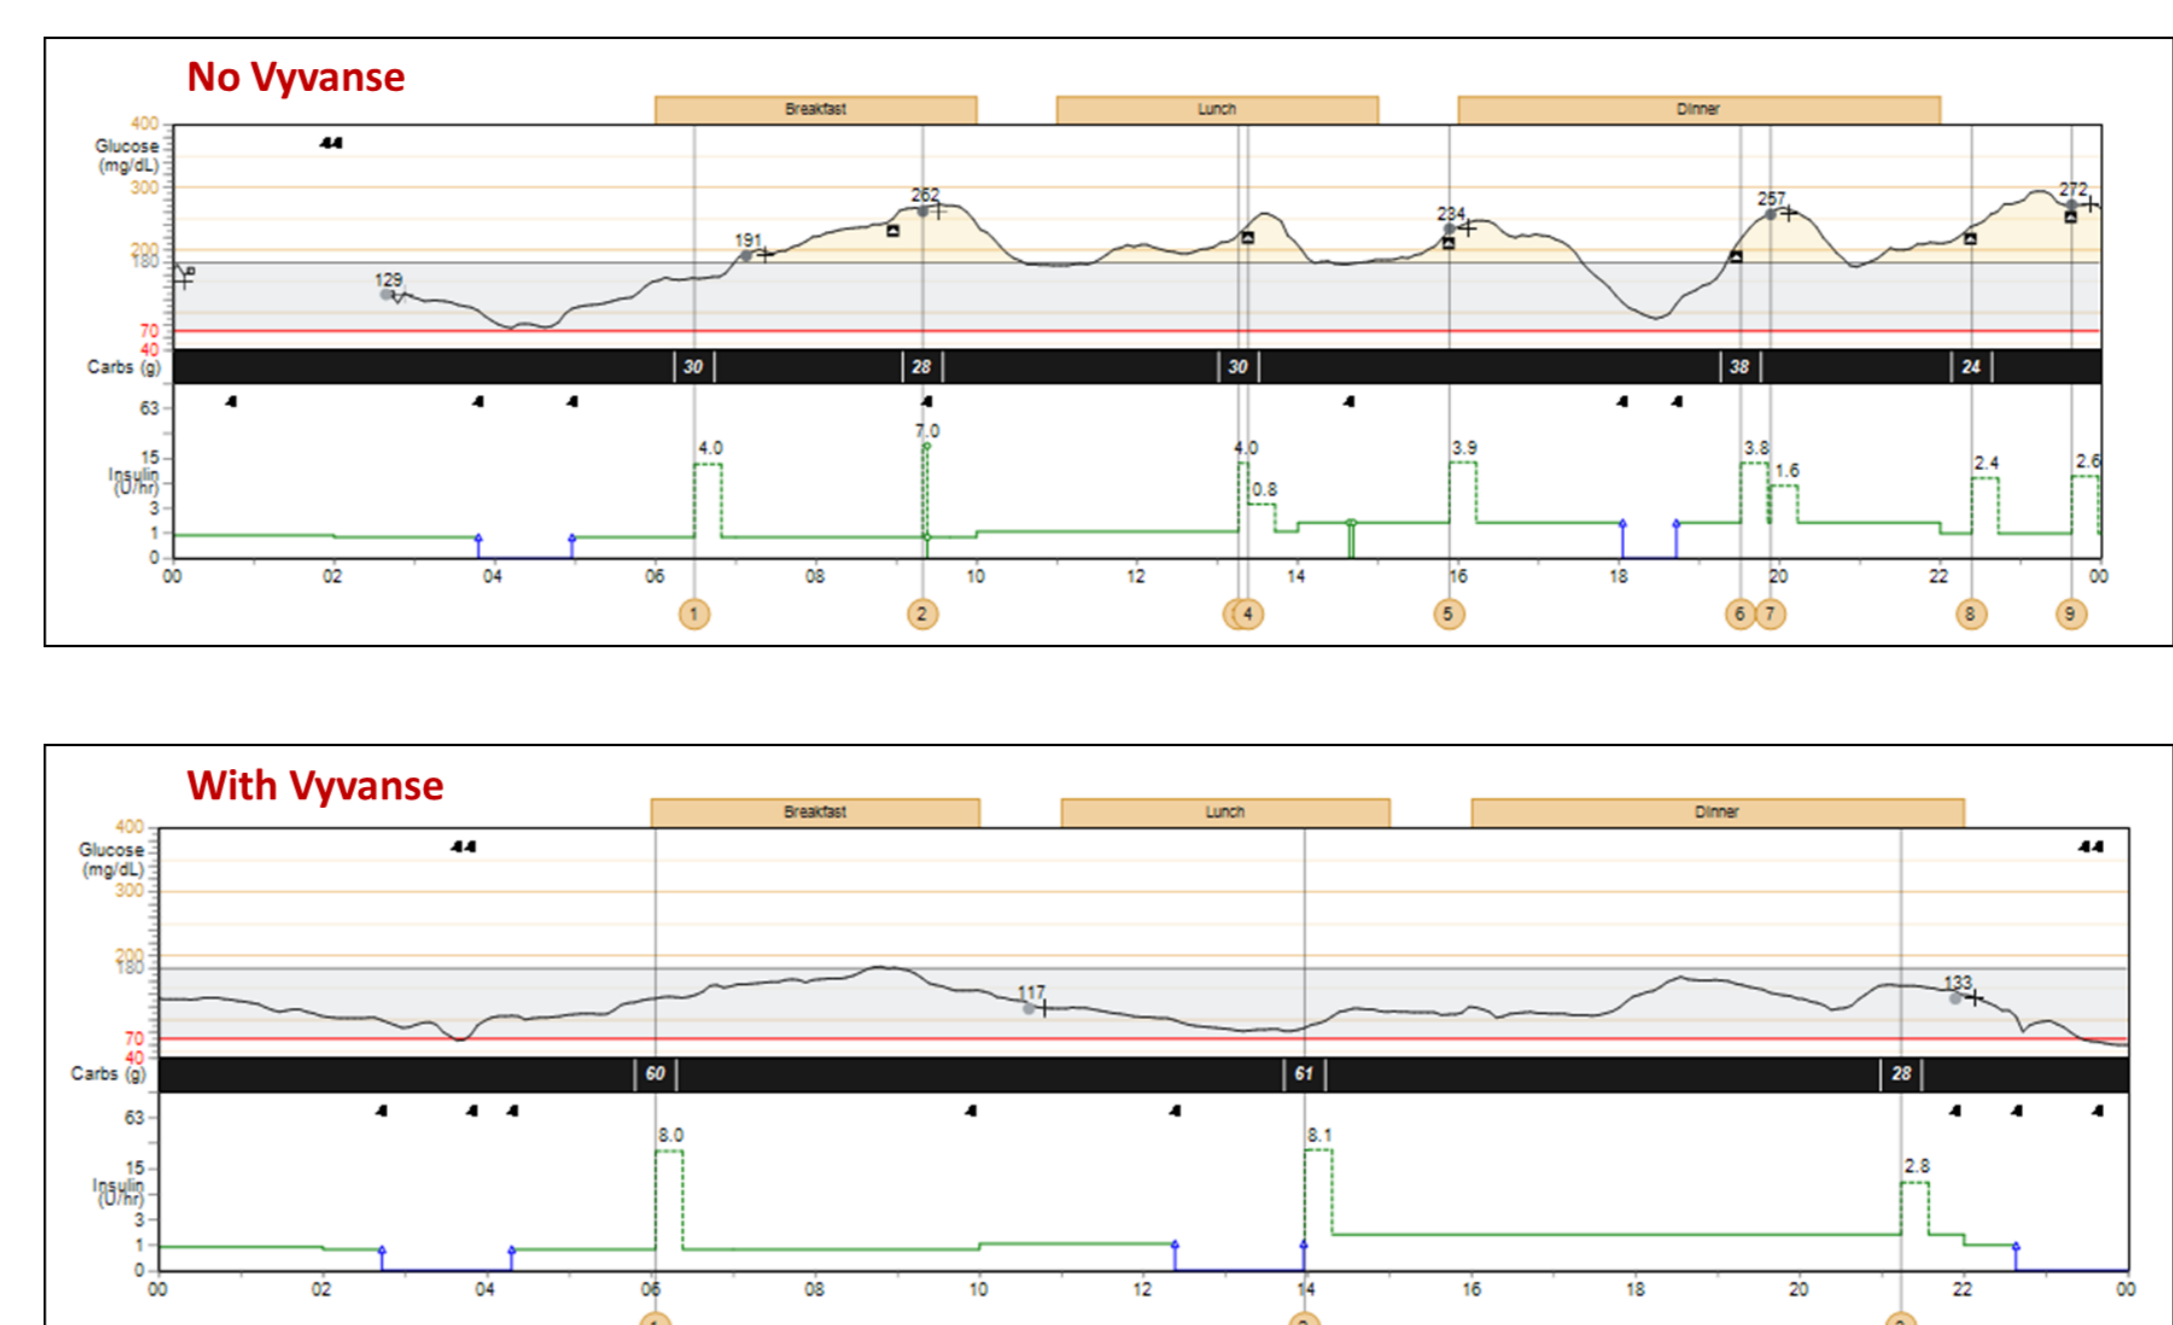 No Vyvanse
Breakfast Lunch Dinner
400
Glucose
(mg/dL)
300
262 272
257
234
200 191
180
129
70
40
Carbs (g) 30 28 30 38 24
63
7.0
4.0 4.0 3.9 3.8
15 2.4 2.6
Insulin 1.6
(U/hr) 0.8
3
1
0
00 02 04 06 08 10 12 14 16 18 20 22 00
1 2 4 5 6 7 8 9
With Vyvanse
Breakfast Lunch Dinner
400
Glucose
(mg/dL)
300
200
180
117 133
70
40
Carbs (g) 60 61 28
63
8.0 8.1
15 2.8
Insulin
(U/hr)
3
1
0
00 02 04 06 08 10 12 14 16 18 20 22 00